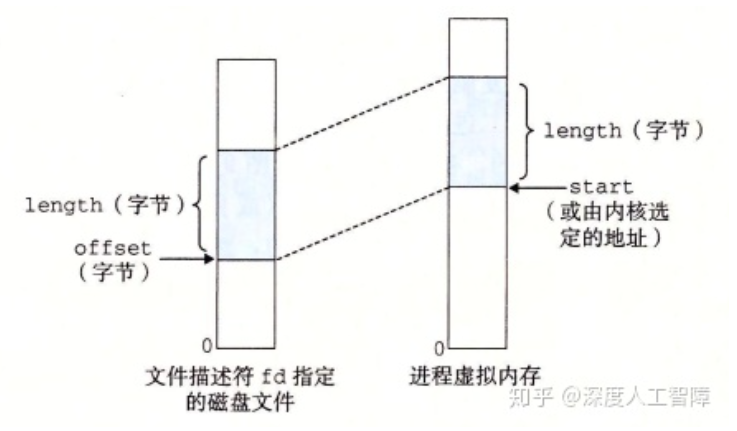 length（字节）
length（字节）
start
（或由内核选
定的地址）
offset
（字节）
0
0
文件描述符 fd 指定
的磁盘文件
进程虚拟内存
知乎 @深度人工智障